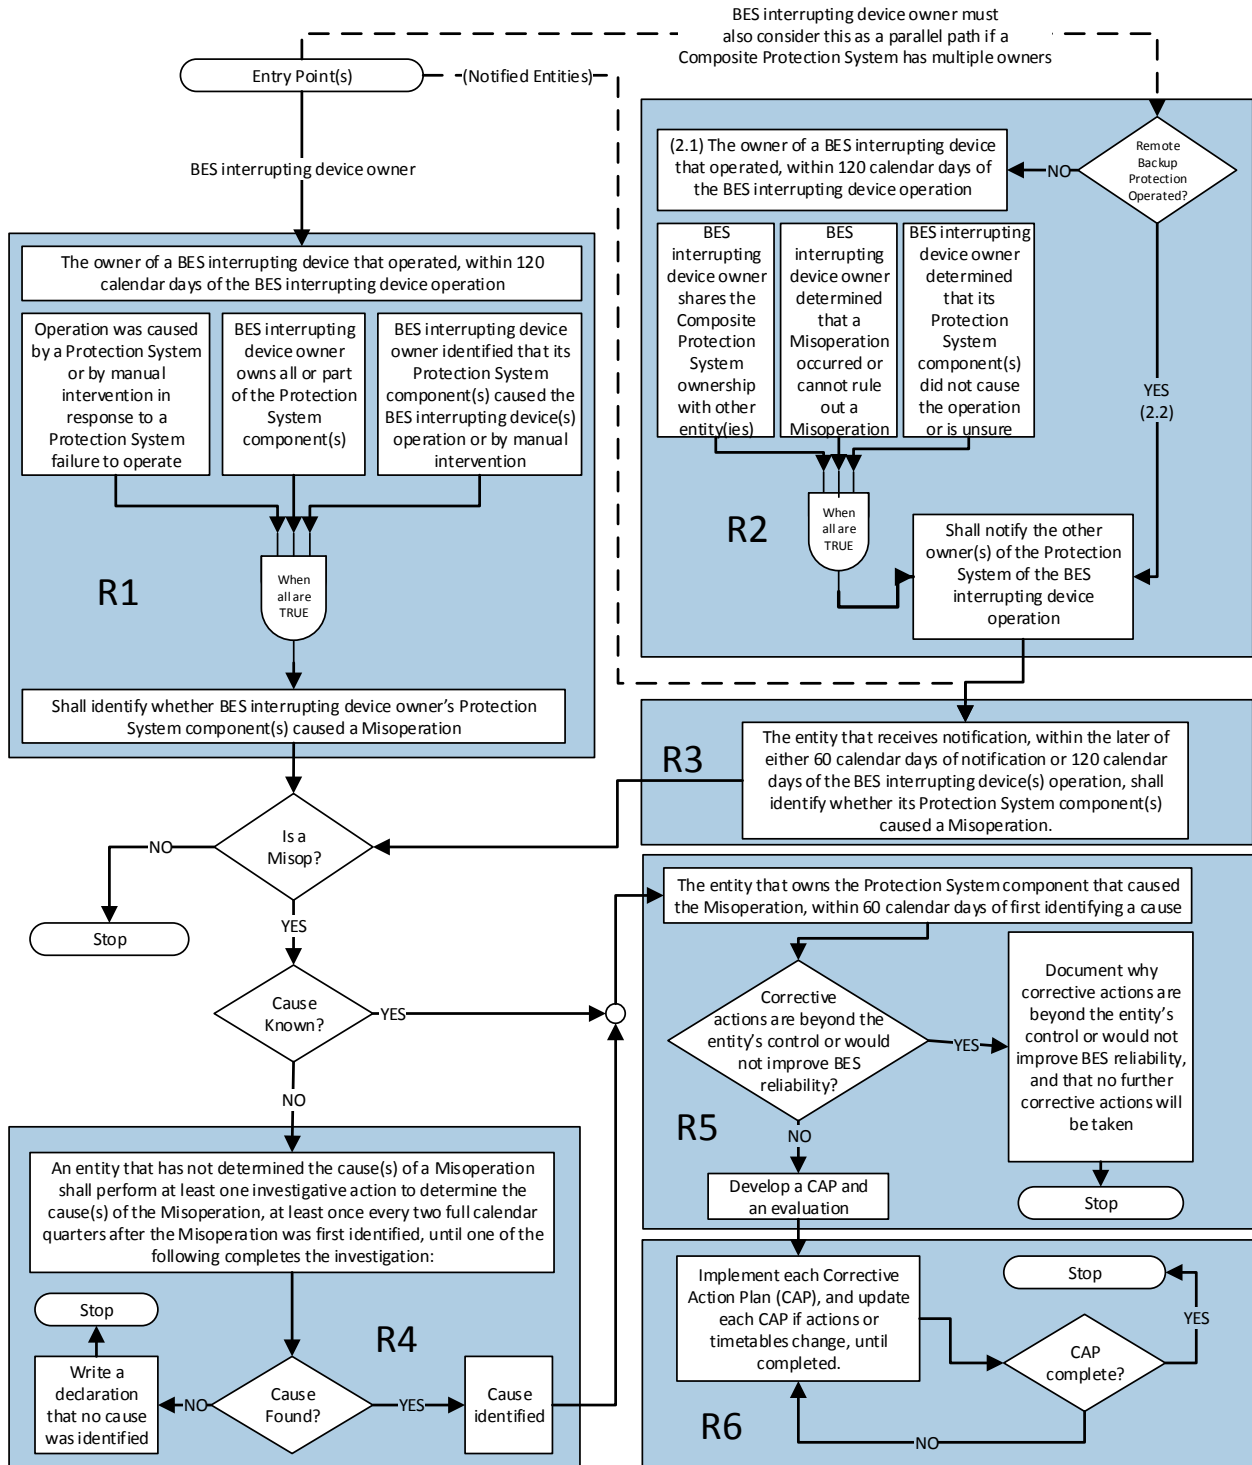 BES interrupting device owner must
also consider this as a parallel path if a
Composite Protection System has multiple owners
Entry Point(s)
(Notified Entities)
BES interrupting device owner
The owner of a BES interrupting device that operated, within 120
calendar days of the BES interrupting device operation
Operation was caused
by a Protection System
or by manual
intervention in
response to a
Protection System
failure to operate
BES interrupting
device owner
owns all or part
of the Protection
System
component(s)
BES interrupting device
owner identified that its
Protection System
component(s) caused the
BES interrupting device(s)
operation or by manual
intervention
When
all are
TRUE
R1
Shall identify whether BES interrupting device owner's Protection
System component(s) caused a Misoperation
Remote
Backup
Protection
Operated?
NO
(2.1) The owner of a BES interrupting device
that operated, within 120 calendar days of
the BES interrupting device operation
BES
interrupting
device owner
shares the
Composite
Protection
System
ownership
with other
entity(ies)
BES
interrupting
device owner
determined
that a
Misoperation
occurred or
cannot rule
out a
Misoperation
BES interrupting
device owner
determined
that its
Protection
System
component(s)
did not cause
the operation
or is unsure
YES
(2.2)
When
all are
TRUE
R2
Shall notify the other
owner(s) of the Protection
System of the BES
interrupting device
operation
R3
The entity that receives notification, within the later of
either 60 calendar days of notification or 120 calendar
days of the BES interrupting device(s) operation, shall
identify whether its Protection System component(s)
caused a Misoperation.
Is a
Misop?
NO
Stop
YES
Cause
Known?
YES
NO
An entity that has not determined the cause(s) of a Misoperation
shall perform at least one investigative action to determine the
cause(s) of the Misoperation, at least once every two full calendar
quarters after the Misoperation was first identified, until one of the
following completes the investigation:
Stop
R4
Write a
declaration
that no cause
was identified
NO
Cause
Found?
YES
Cause
identified
The entity that owns the Protection System component that caused
the Misoperation, within 60 calendar days of first identifying a cause
Corrective
actions are beyond the
entity's control or would
not improve BES
reliability?
YES
Document why
corrective actions are
beyond the entity's
control or would not
improve BES reliability,
and that no further
corrective actions will
be taken
R5
NO
Develop a CAP and
an evaluation
Stop
Implement each Corrective
Action Plan (CAP), and update
each CAP if actions or
timetables change, until
completed.
Stop
YES
CAP
complete?
R6
NO